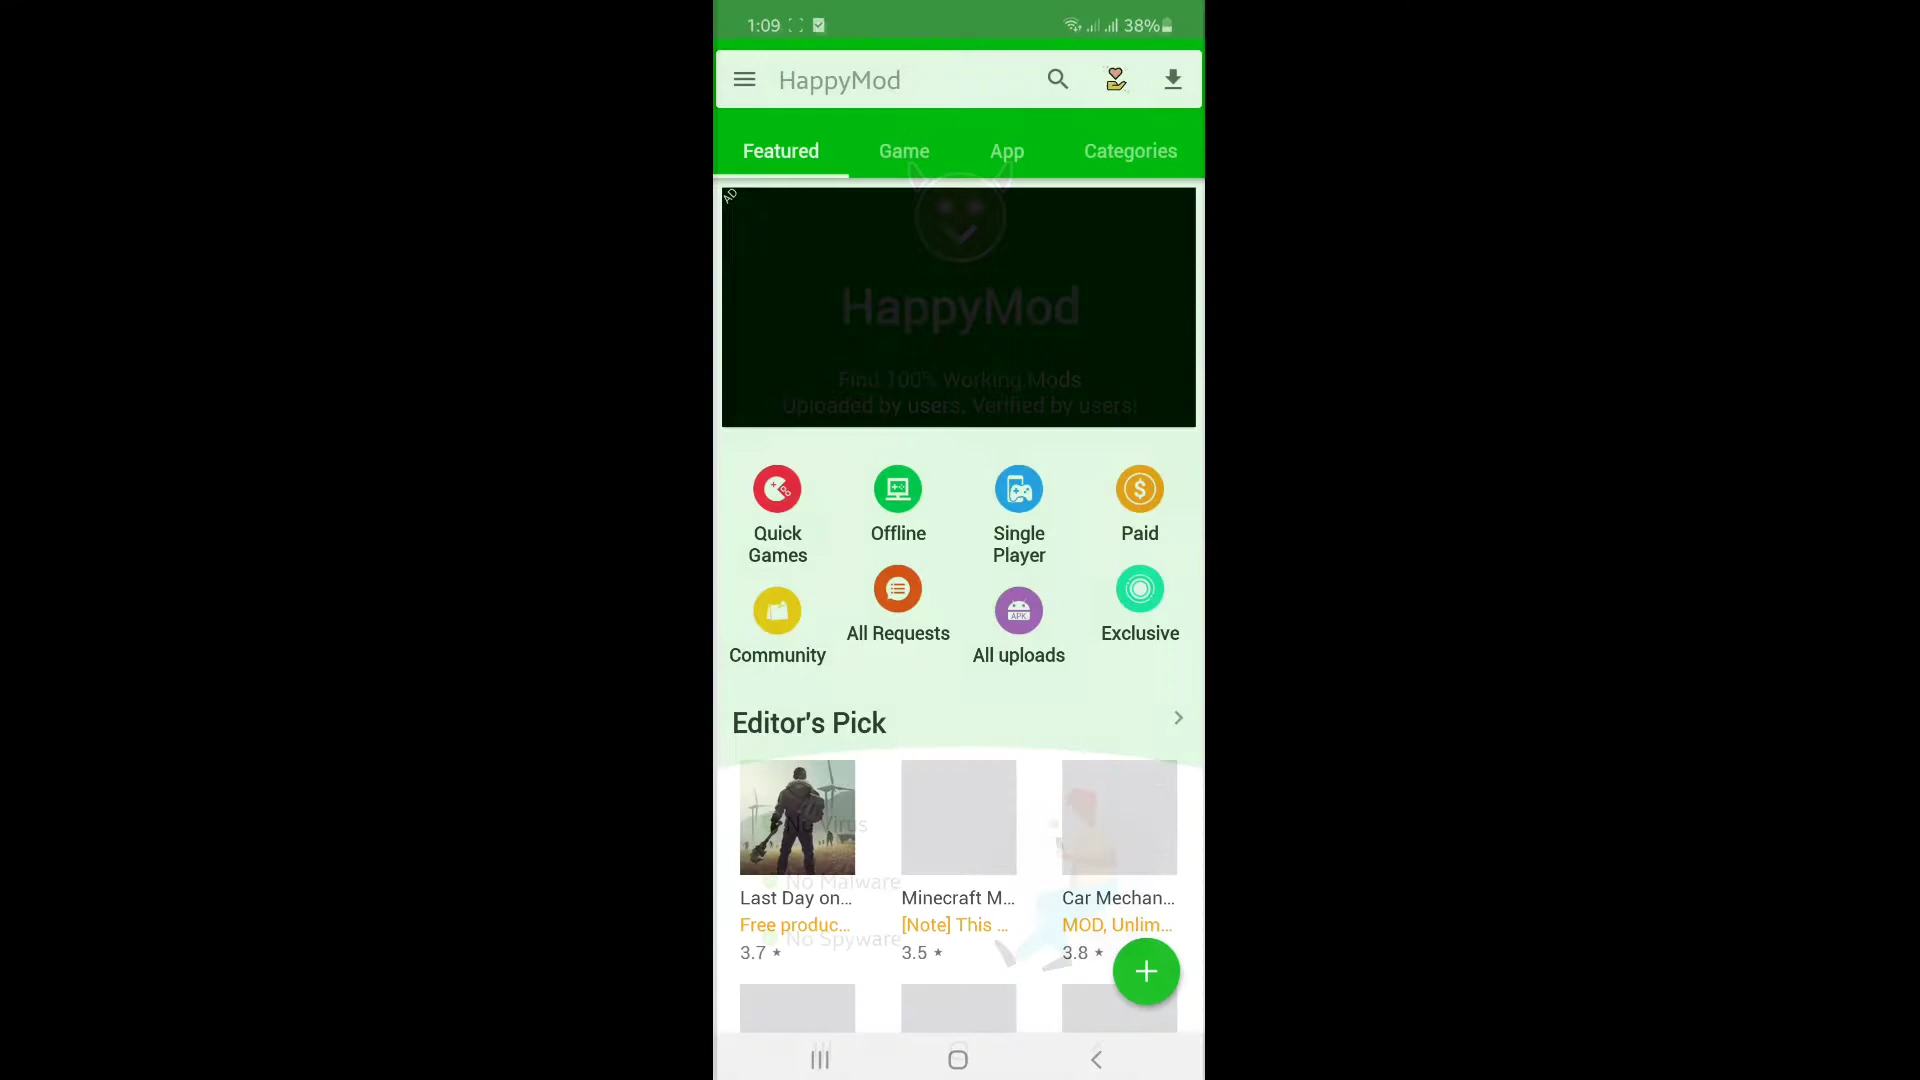 1:09
38%
HappyMod
Featured
Game
App
Categories
AD
HappyMod
Find 100% Working Mods
Uploaded by users, Verified by users!
Quick
Games
Offline
Single
Player
Paid
Community
All Requests
APK
All uploads
Exclusive
Editor's Pick
No Virus
No Malware
No Spyware
Last Day on...
Minecraft M...
Car Mechan...
Free produc...
[Note] This ...
MOD, Unlim...
3.7 ★
3.5 ★
3.8 ★